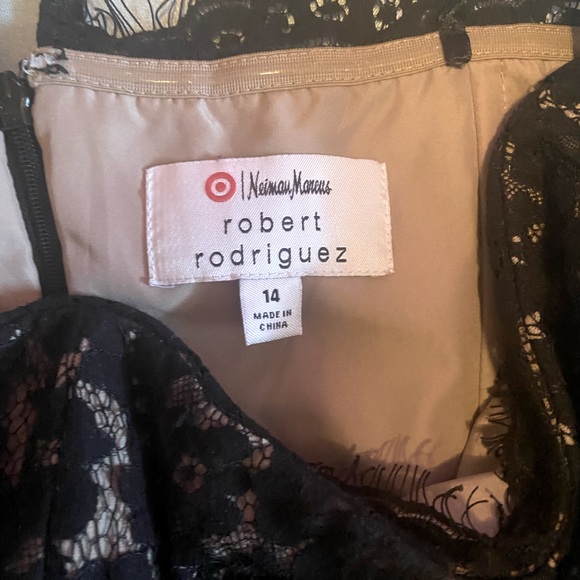 | Neiman Marcus
robert
rodriguez
14
MADE IN
CHINA